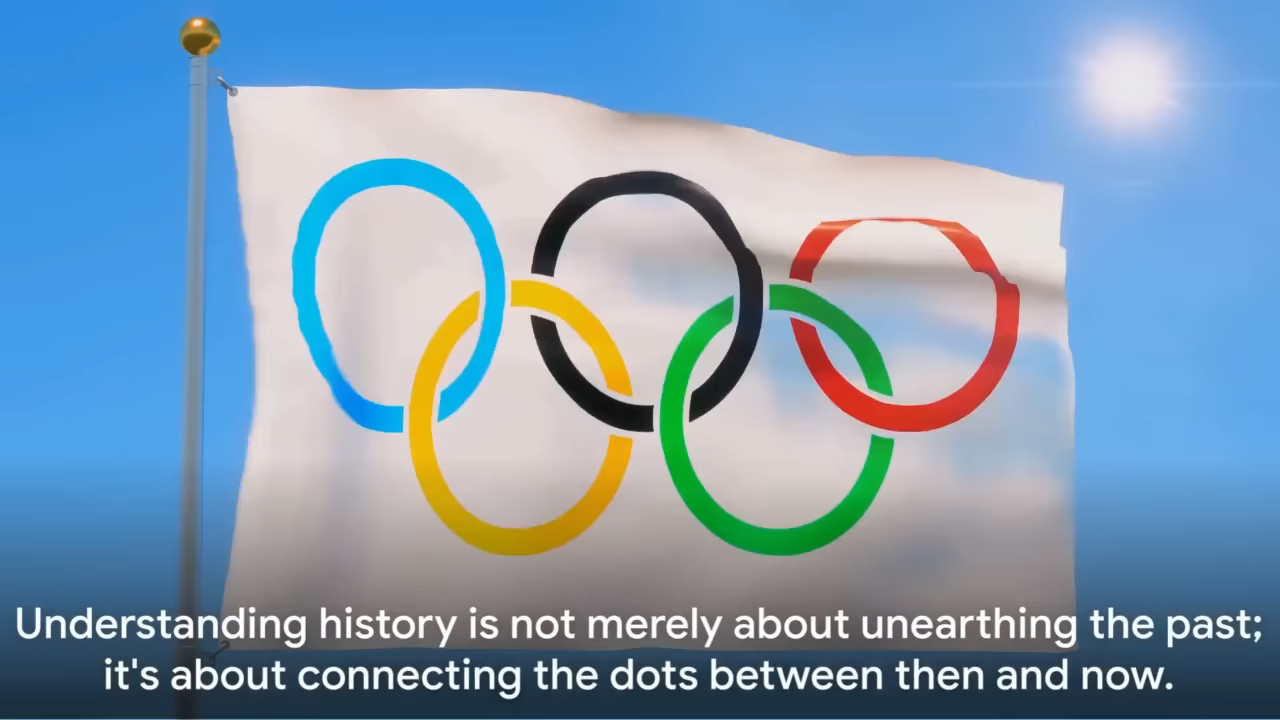 Understanding history is not merely about unearthing the past;
it's about connecting the dots between then and now.